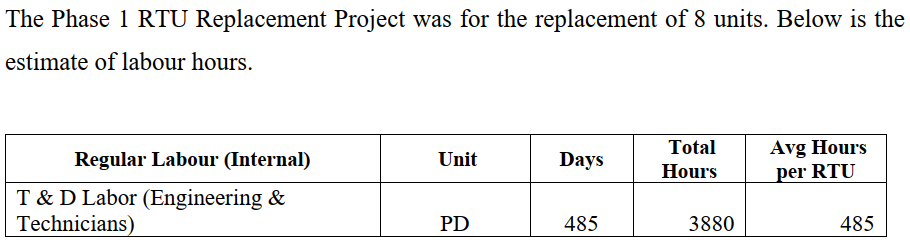 The Phase 1 RTU Replacement Project was for the replacement of 8 units. Below is the
estimate of labour hours.
Regular Labour (Internal) Unit Days Total Hours Avg Hours per RTU
T & D Labor (Engineering &
Technicians) PD 485 3880 485